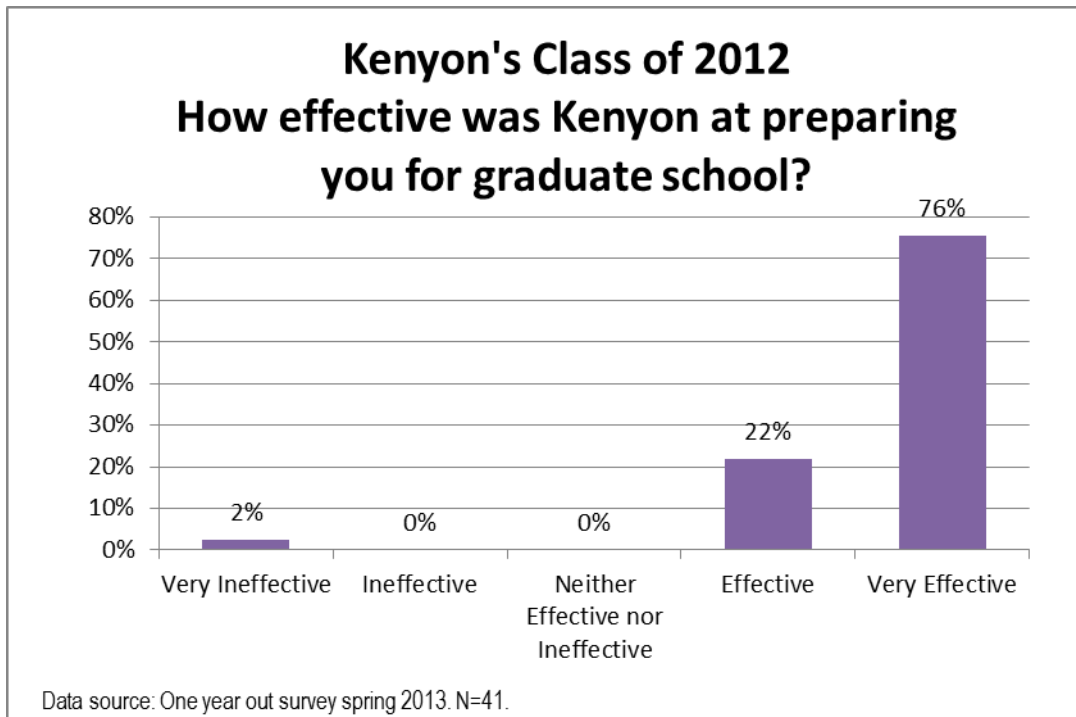 Kenyon's Class of 2012
How effective was Kenyon at preparing
you for graduate school?
80%
70%
60%
50%
40%
30%
20%
10%
0%
2%
0%
0%
22%
76%
Very Ineffective
Ineffective
Neither
Effective nor
Ineffective
Effective
Very Effective
Data source: One year out survey spring 2013. N=41.